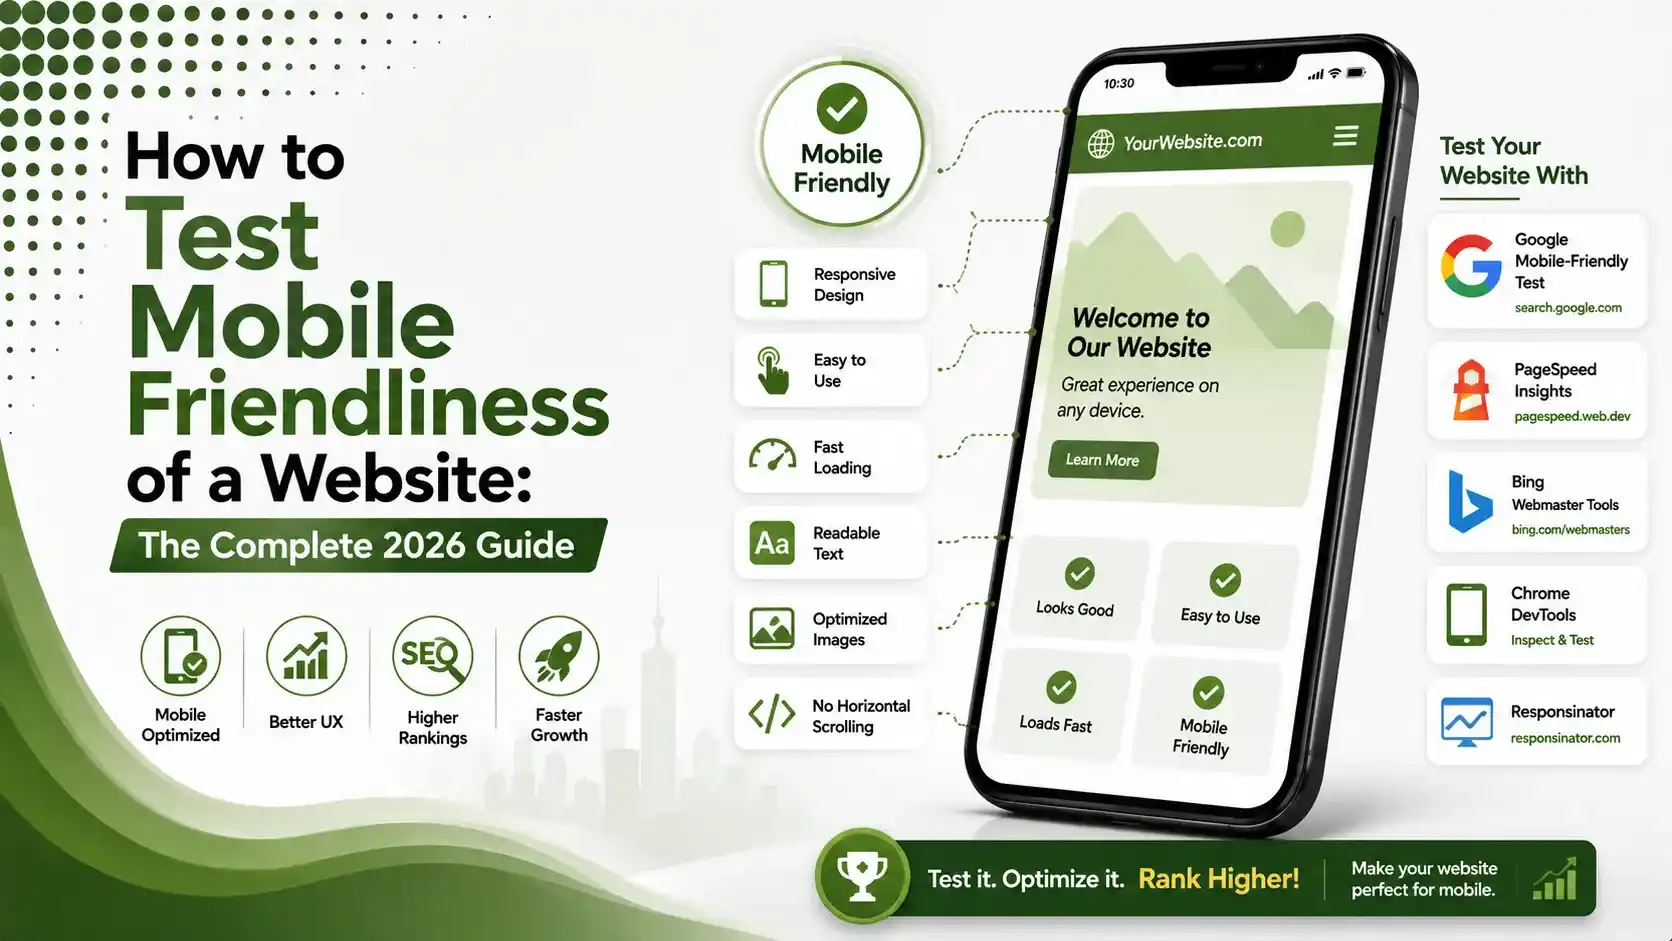 How to
Test
Mobile
Friendliness
of a Website:
The Complete 2026 Guide
Mobile
Optimized
Better UX
SEO
Higher
Rankings
Faster
Growth
Mobile
Friendly
Responsive
Design
Easy to
Use
Fast
Loading
Aa
Readable
Text
Optimized
Images
</>
No Horizontal
Scrolling
10:30
YourWebsite.com
Welcome to
Our Website
Great experience on
any device.
Learn More
Looks Good
Easy to Use
Loads Fast
Mobile
Friendly
Test Your
Website With
Google
Mobile-Friendly
Test
search.google.com
PageSpeed
Insights
pagespeed.web.dev
Bing
Webmaster Tools
bing.com/webmasters
Chrome
DevTools
Inspect & Test
Responsinator
responsinator.com
Test it. Optimize it. Rank Higher!
Make your website
perfect for mobile.